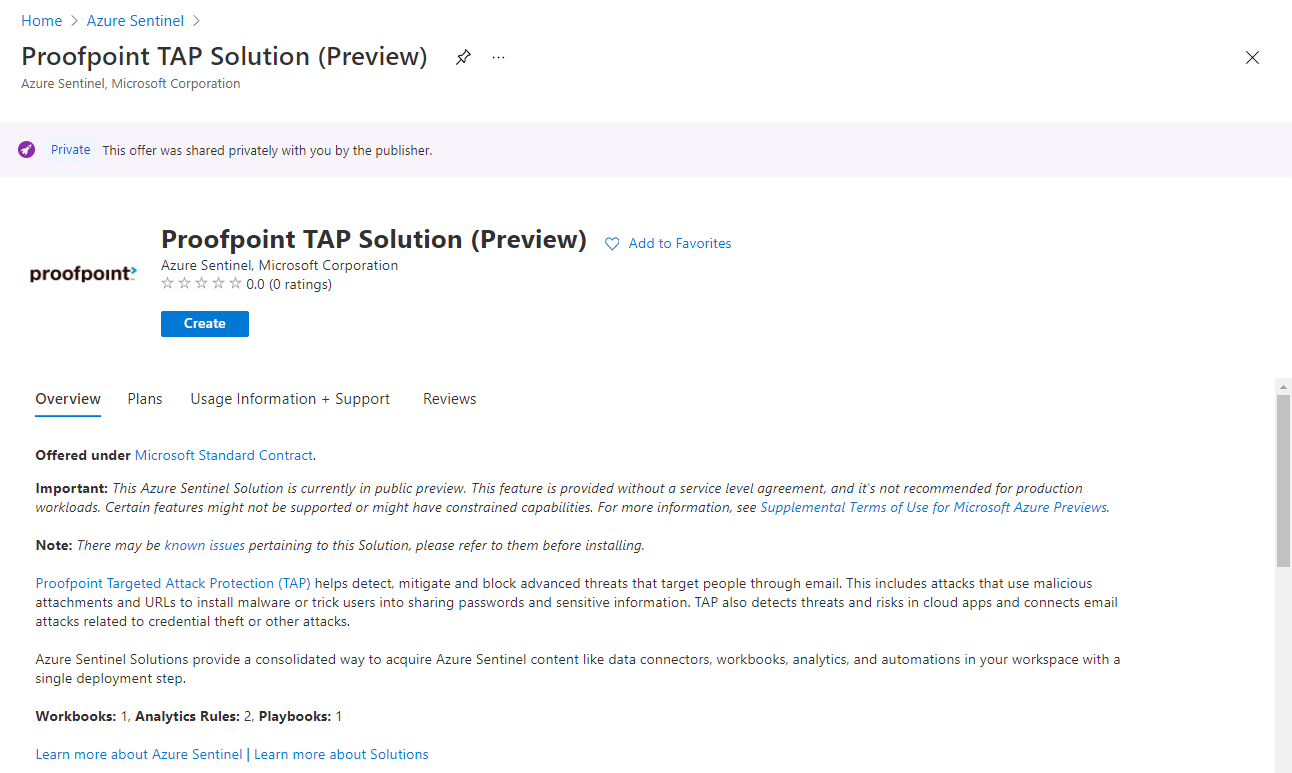 Home > Azure Sentinel >
Proofpoint TAP Solution (Preview) ...
Azure Sentinel, Microsoft Corporation
Private This offer was shared privately with you by the publisher.
proofpoint
Proofpoint TAP Solution (Preview) Add to Favorites
Azure Sentinel, Microsoft Corporation
0.0 (0 ratings)
Create
Overview Plans Usage Information + Support Reviews
Offered under Microsoft Standard Contract.
Important: This Azure Sentinel Solution is currently in public preview. This feature is provided without a service level agreement, and it's not recommended for production
workloads. Certain features might not be supported or might have constrained capabilities. For more information, see Supplemental Terms of Use for Microsoft Azure Previews.
Note: There may be known issues pertaining to this Solution, please refer to them before installing.
Proofpoint Targeted Attack Protection (TAP) helps detect, mitigate and block advanced threats that target people through email. This includes attacks that use malicious
attachments and URLs to install malware or trick users into sharing passwords and sensitive information. TAP also detects threats and risks in cloud apps and connects email
attacks related to credential theft or other attacks.
Azure Sentinel Solutions provide a consolidated way to acquire Azure Sentinel content like data connectors, workbooks, analytics, and automations in your workspace with a
single deployment step.
Workbooks: 1, Analytics Rules: 2, Playbooks: 1
Learn more about Azure Sentinel | Learn more about Solutions